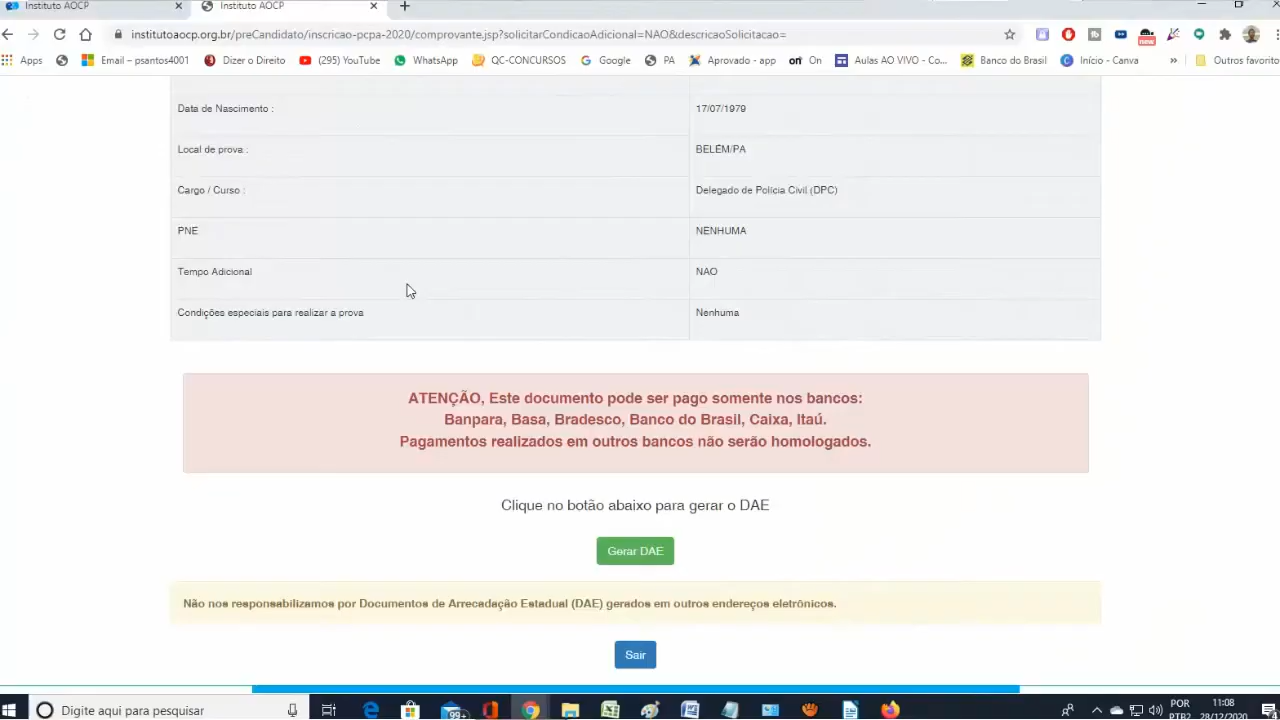 Instituto AOCP
Instituto AOCP
institutoaocp.org.br/preCandidato/inscricao-pcpa-2020/comprovante.jsp?solicitarCondicaoAdicional=NAO&descricaoSolicitacao=
new
Apps
Email – psantos4001
Dizer o Direito
(295) YouTube
WhatsApp
QC-CONCURSOS
Google
PA
Aprovado - app
on
On
Aulas AO VIVO - Co...
Banco do Brasil
Início - Canva
»
Outros favorito
Data de Nascimento :
17/07/1979
Local de prova :
BELÉM/PA
Cargo / Curso :
Delegado de Polícia Civil (DPC)
PNE
NENHUMA
Tempo Adicional
NAO
Condições especiais para realizar a prova
Nenhuma
ATENÇÃO, Este documento pode ser pago somente nos bancos:
Banpara, Basa, Bradesco, Banco do Brasil, Caixa, Itaú.
Pagamentos realizados em outros bancos não serão homologados.
Clique no botão abaixo para gerar o DAE
Gerar DAE
Não nos responsabilizamos por Documentos de Arrecadação Estadual (DAE) gerados em outros endereços eletrônicos.
Sair
Digite aqui para pesquisar
99+
POR
PTB2
11:08
28/12/2020